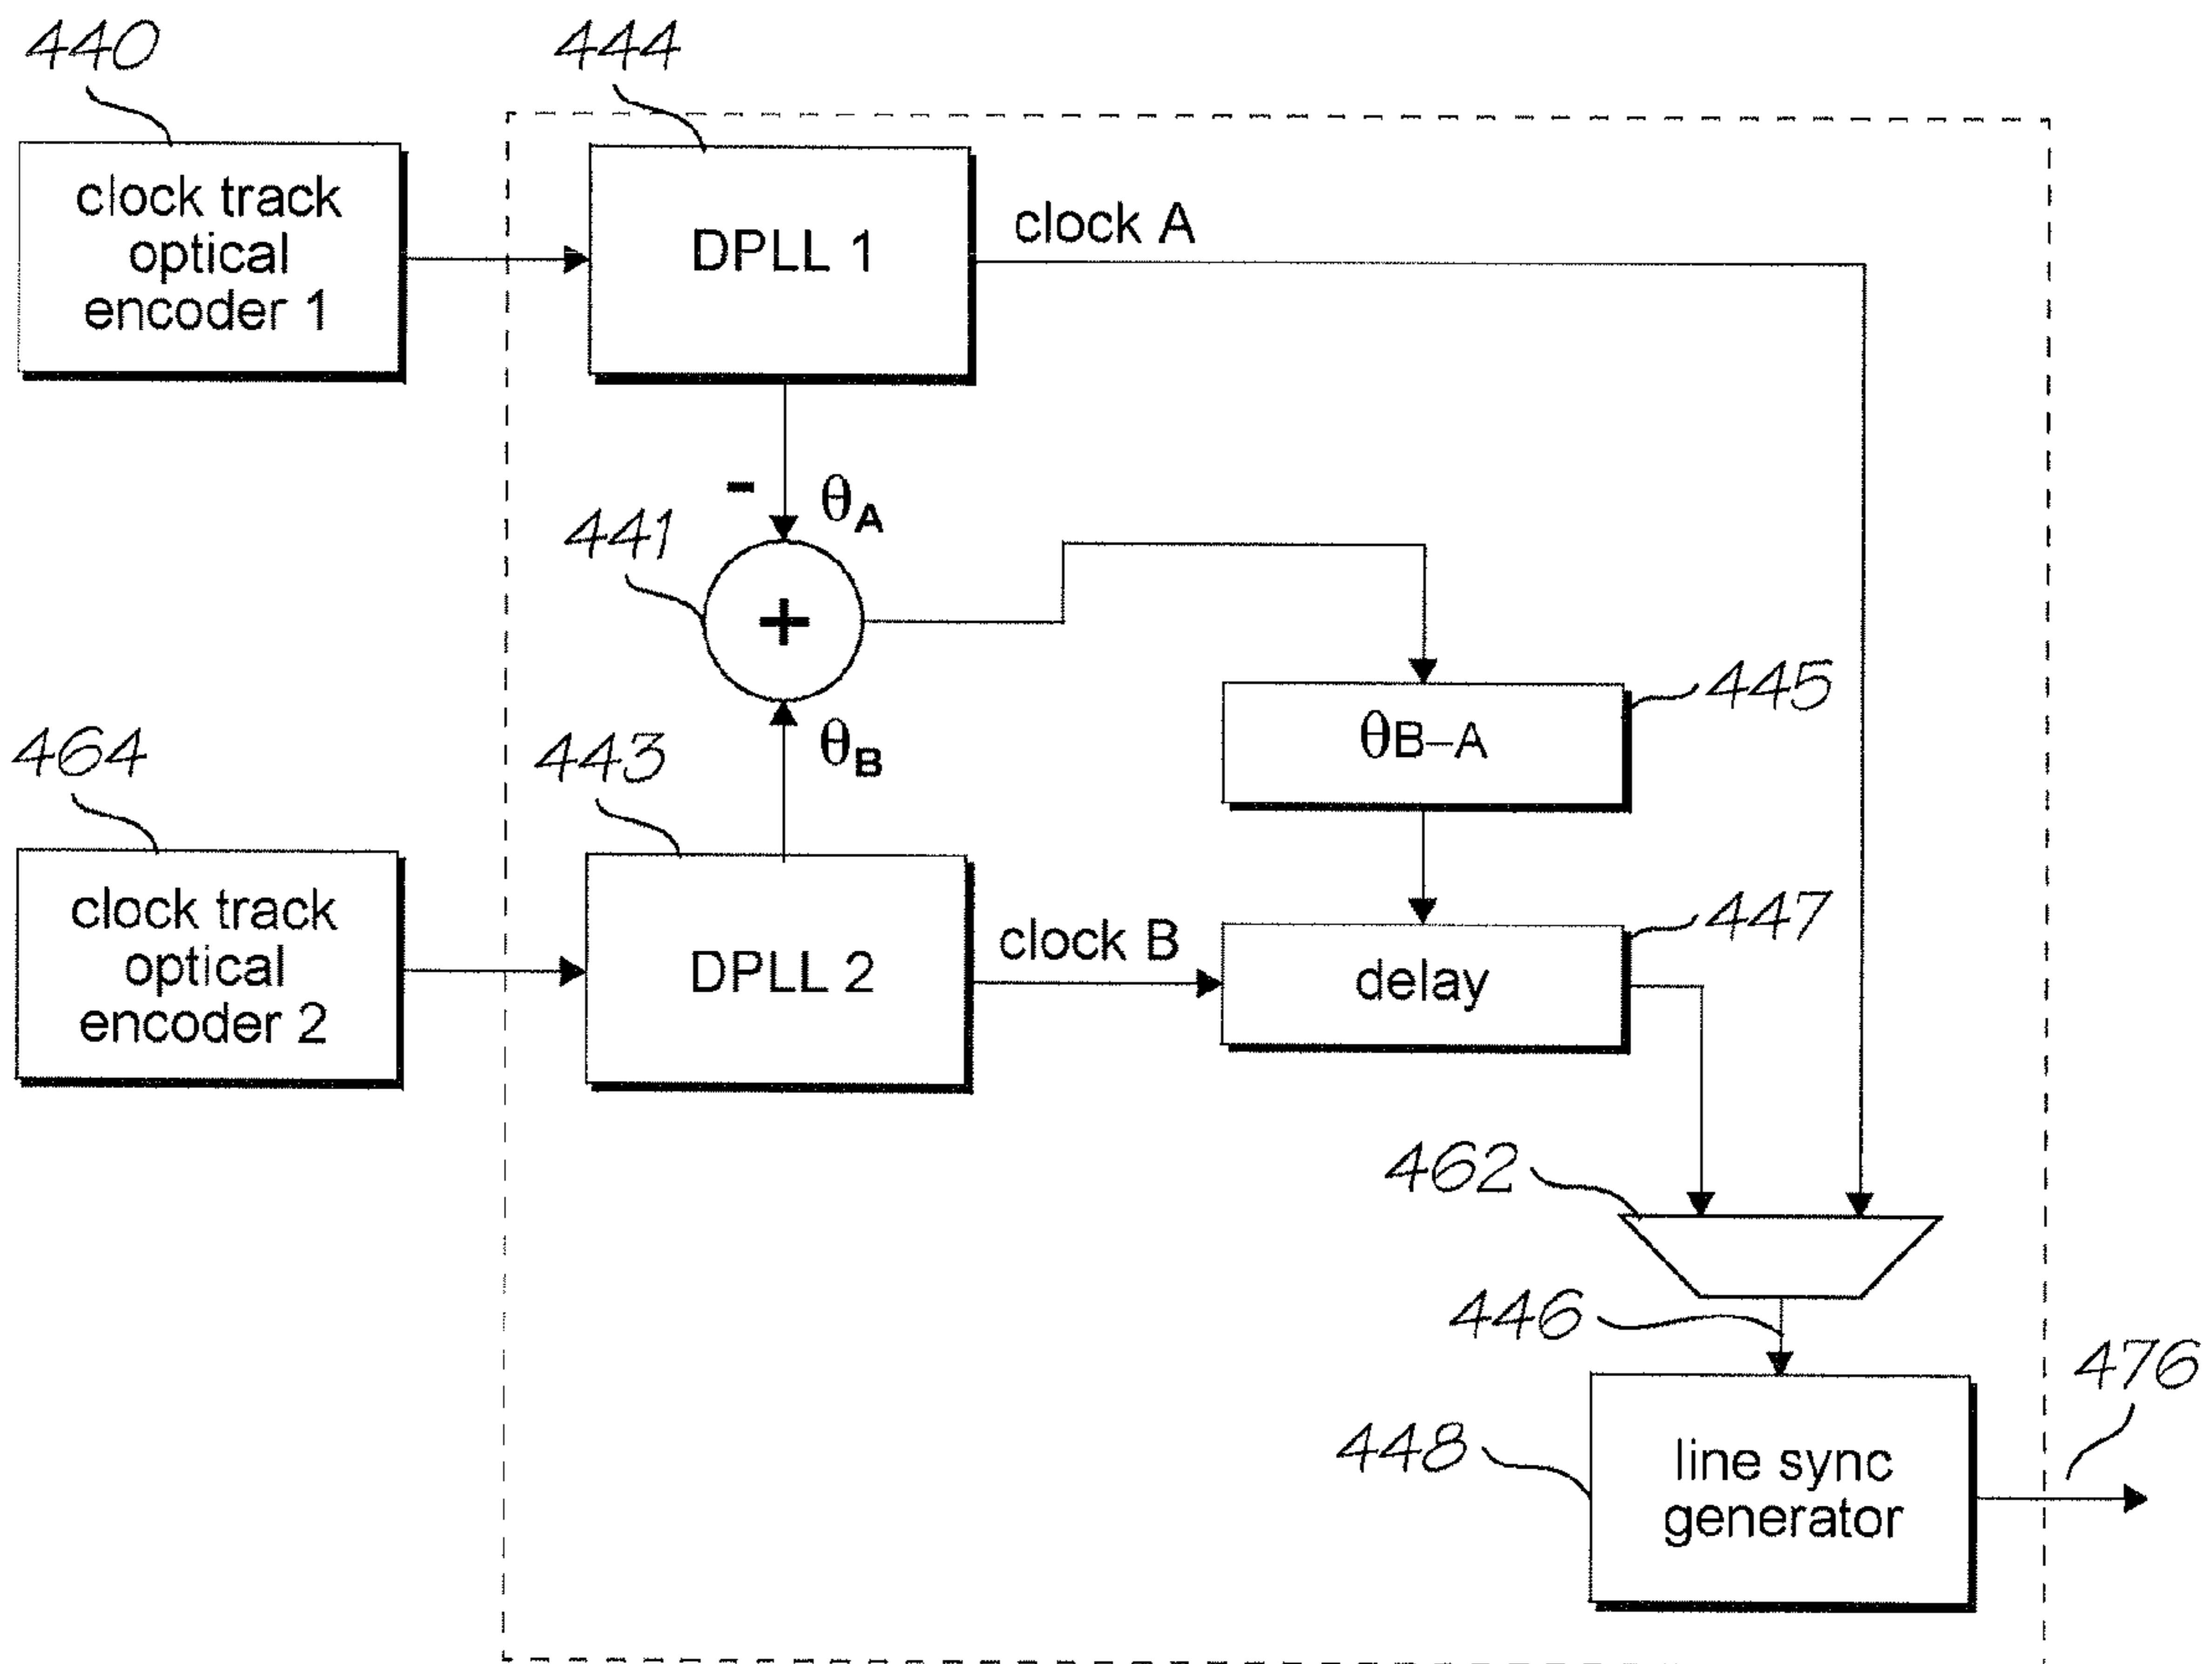 440
444
clock track
optical
encoder 1
DPLL 1
clock A
- θA
441
+
445
θB–A
θB
464
443
447
clock track
optical
encoder 2
DPLL 2
clock B
delay
462
446
476
448
line sync
generator